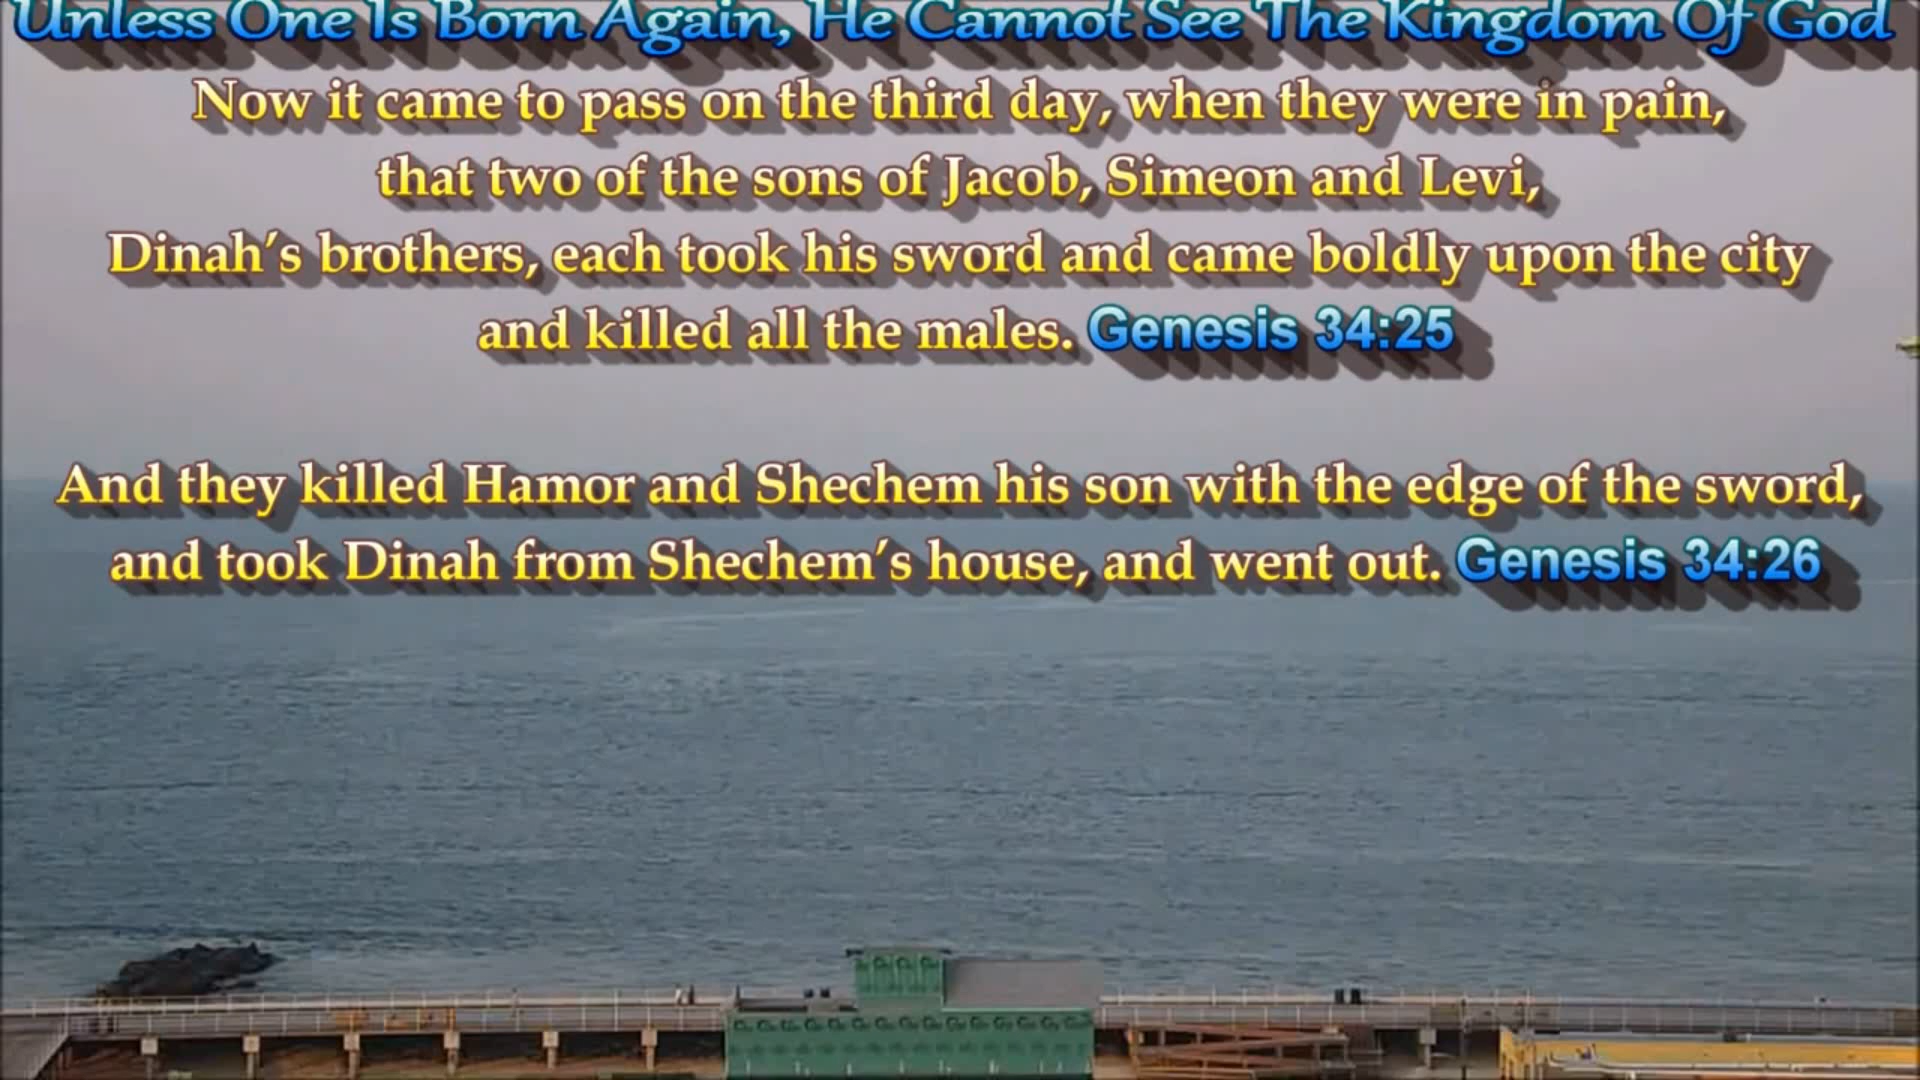 Unless One Is Born Again, He Cannot See The Kingdom Of God
Now it came to pass on the third day, when they were in pain,
that two of the sons of Jacob, Simeon and Levi,
Dinah’s brothers, each took his sword and came boldly upon the city
and killed all the males. Genesis 34:25
And they killed Hamor and Shechem his son with the edge of the sword,
and took Dinah from Shechem’s house, and went out. Genesis 34:26